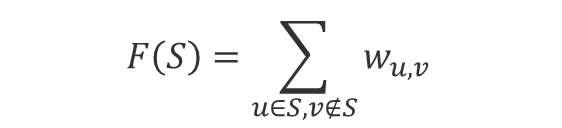 F(S) = ∑ w_{u,v}
u∈S,v∉S